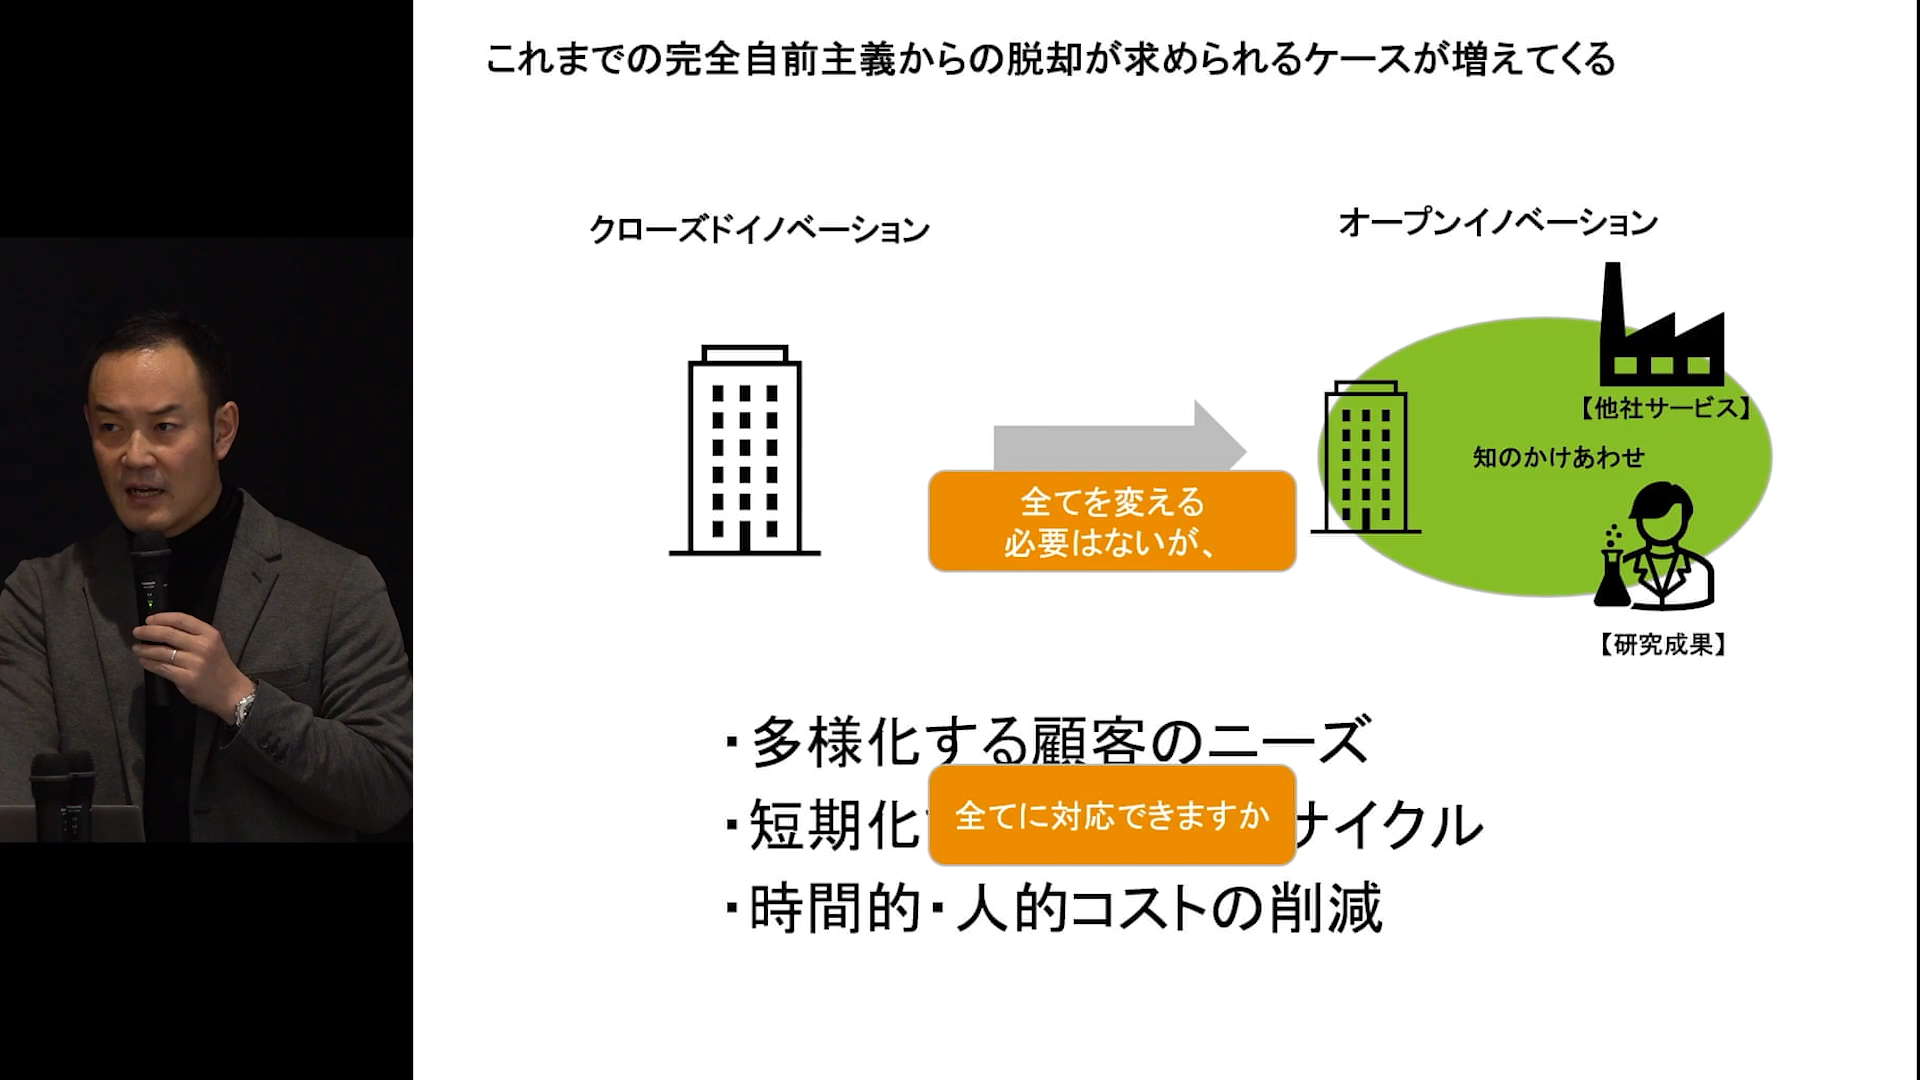 これまでの完全自前主義からの脱却が求められるケースが増えてくる
クローズドイノベーション
オープンイノベーション
【他社サービス】
知のかけあわせ
全てを変える
必要はないが、
【研究成果】
・多様化する顧客のニーズ
・短期化
サイクル
全てに対応できますか
・時間的・人的コストの削減